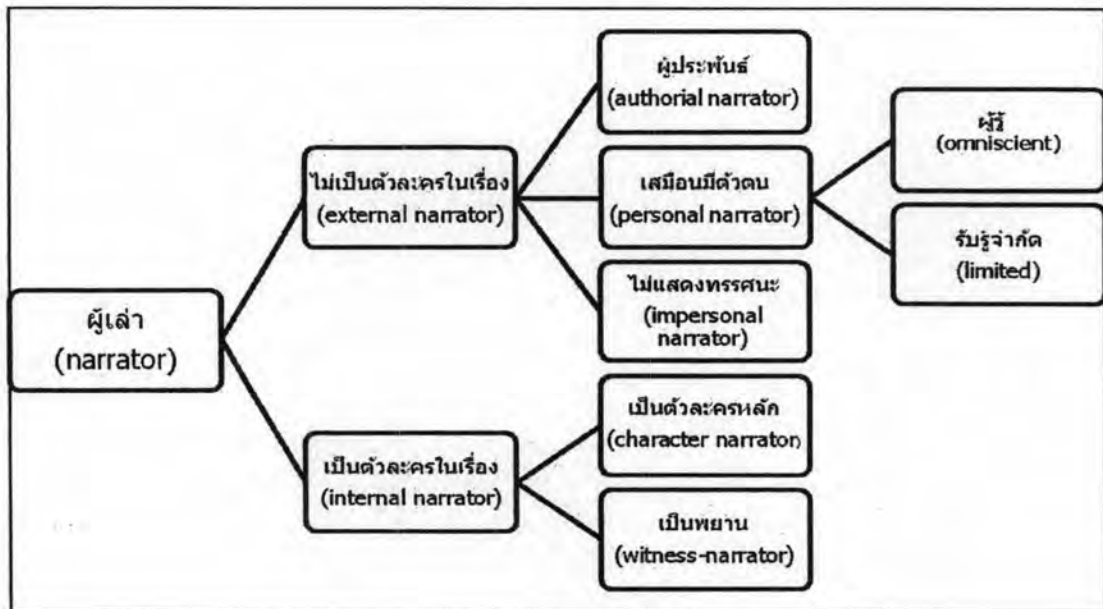 ผู้เล่า
(narrator)
ไม่เป็นตัวละครในเรื่อง
(external narrator)
ผู้ประพันธ์
(authorial narrator)
เสมือนมีตัวตน
(personal narrator)
ผู้รู้
(omniscient)
รับรู้จำกัด
(limited)
ไม่แสดงทรรศนะ
(impersonal
narrator)
เป็นตัวละครในเรื่อง
(internal narrator)
เป็นตัวละครหลัก
(character narrator)
เป็นพยาน
(witness-narrator)